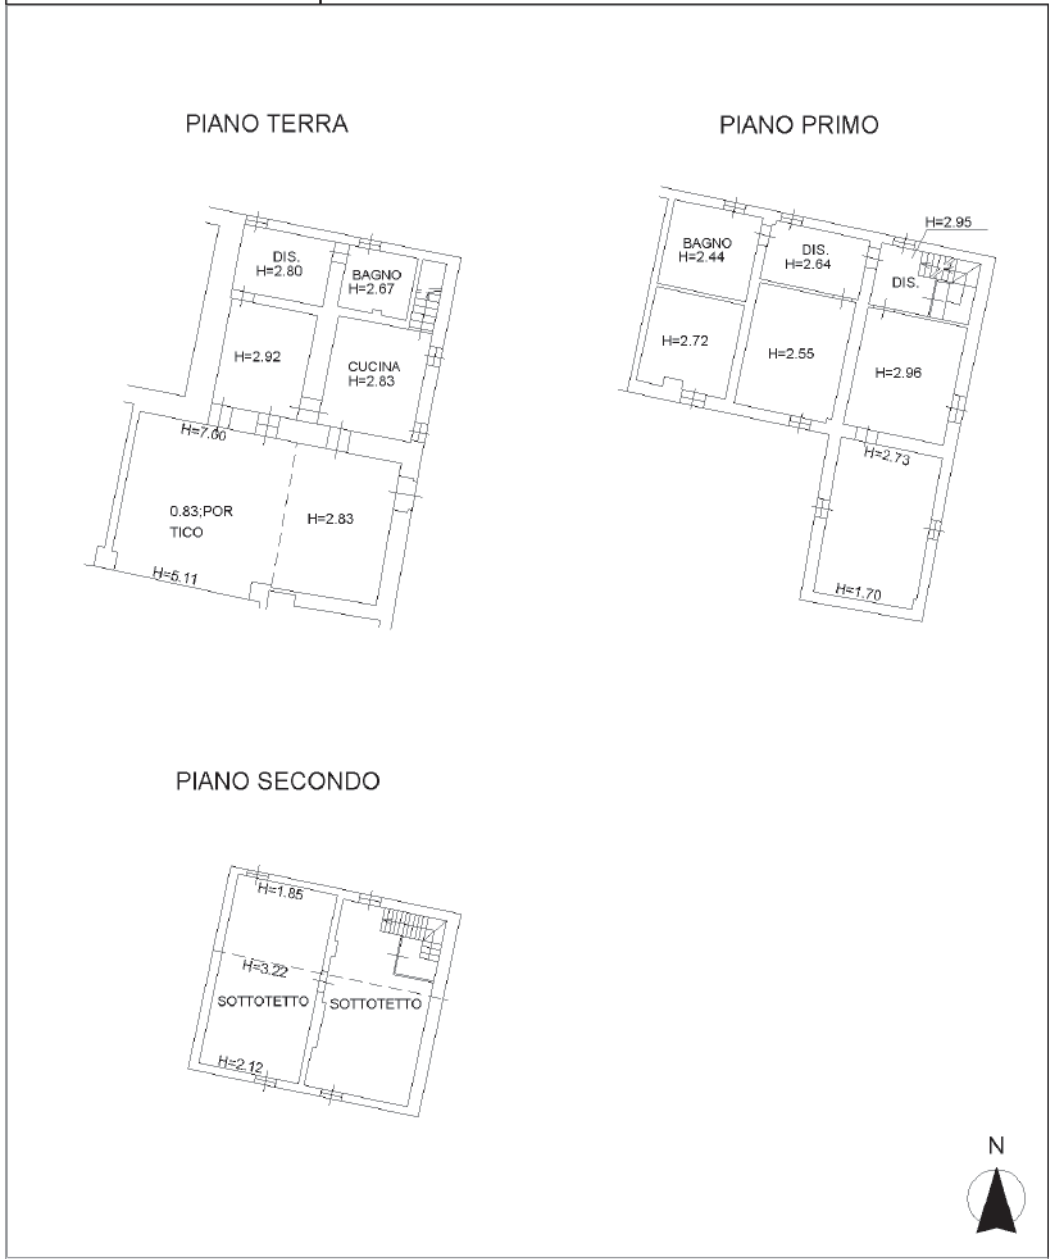 PIANO TERRA
DIS.
H=2.80
BAGNO
H=2.67
H=2.92
CUCINA
H=2.83
H=7.00
0.83;POR
TICO
H=2.83
H=5.11
PIANO PRIMO
H=2.95
BAGNO
H=2.44
DIS.
H=2.64
DIS.
H=2.72
H=2.55
H=2.96
H=2.73
H=1.70
PIANO SECONDO
H=1.85
H=3.22
SOTTOTETTO
SOTTOTETTO
H=2.12
N